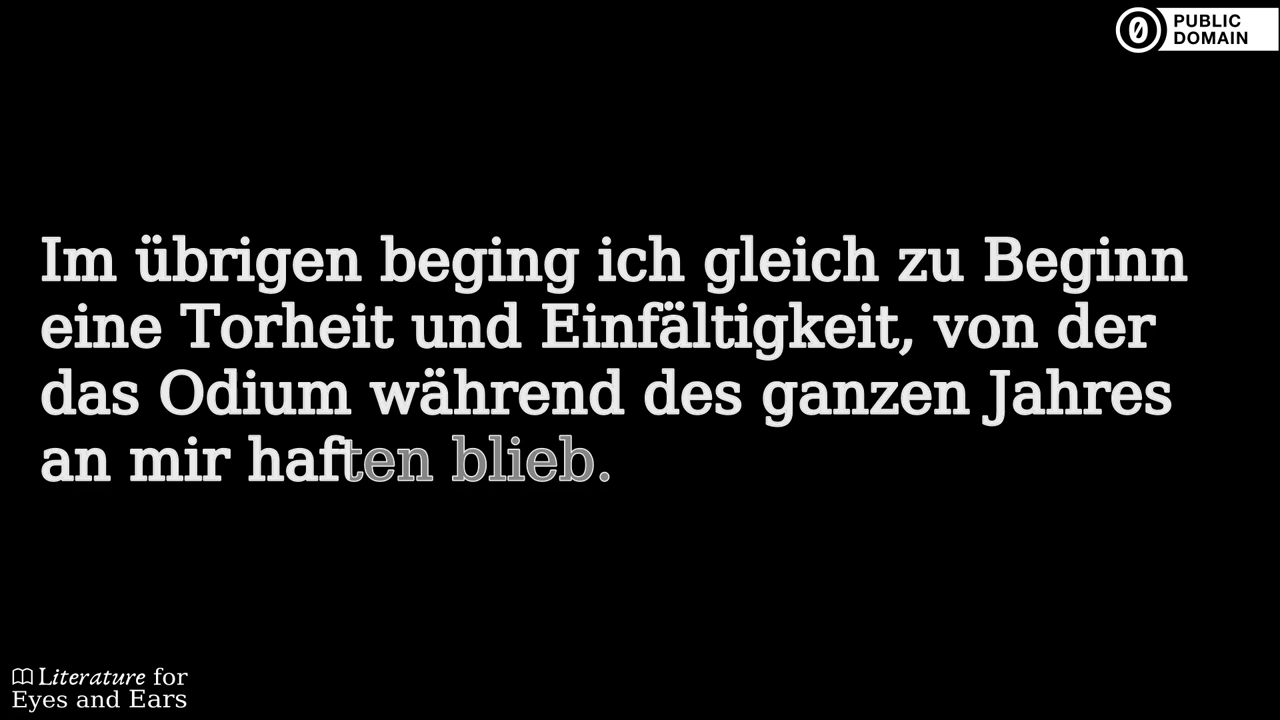 PUBLIC
DOMAIN
Im übrigen beging ich gleich zu Beginn
eine Torheit und Einfältigkeit, von der
das Odium während des ganzen Jahres
an mir haften blieb.
Literature for
Eyes and Ears